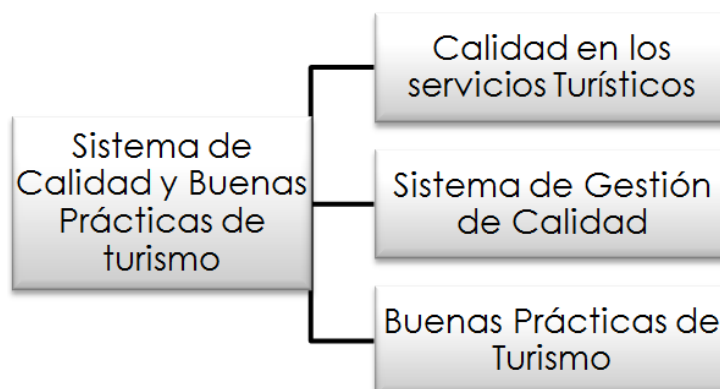 Calidad en los
servicios Turísticos
Sistema de
Calidad y Buenas
Prácticas de
turismo
Sistema de Gestión
de Calidad
Buenas Prácticas de
Turismo